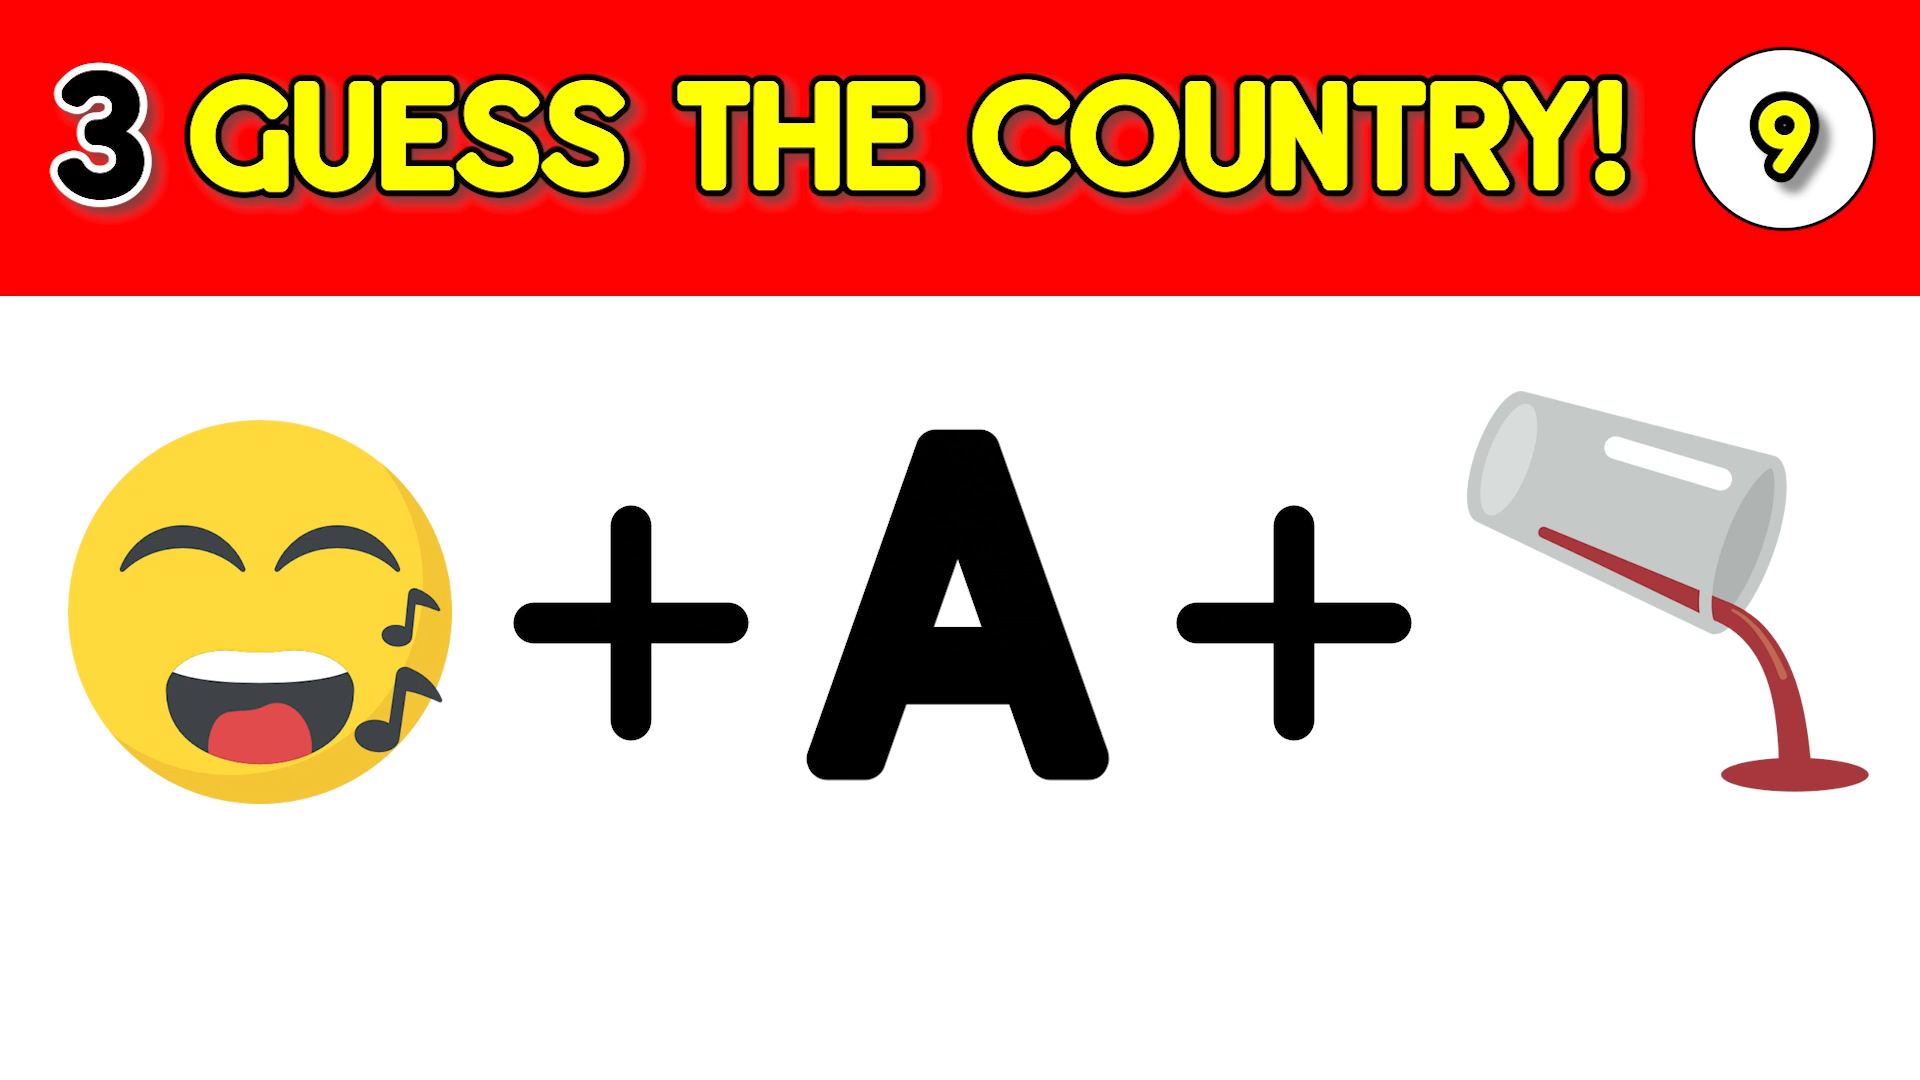 3 GUESS THE COUNTRY! 9
+ A +